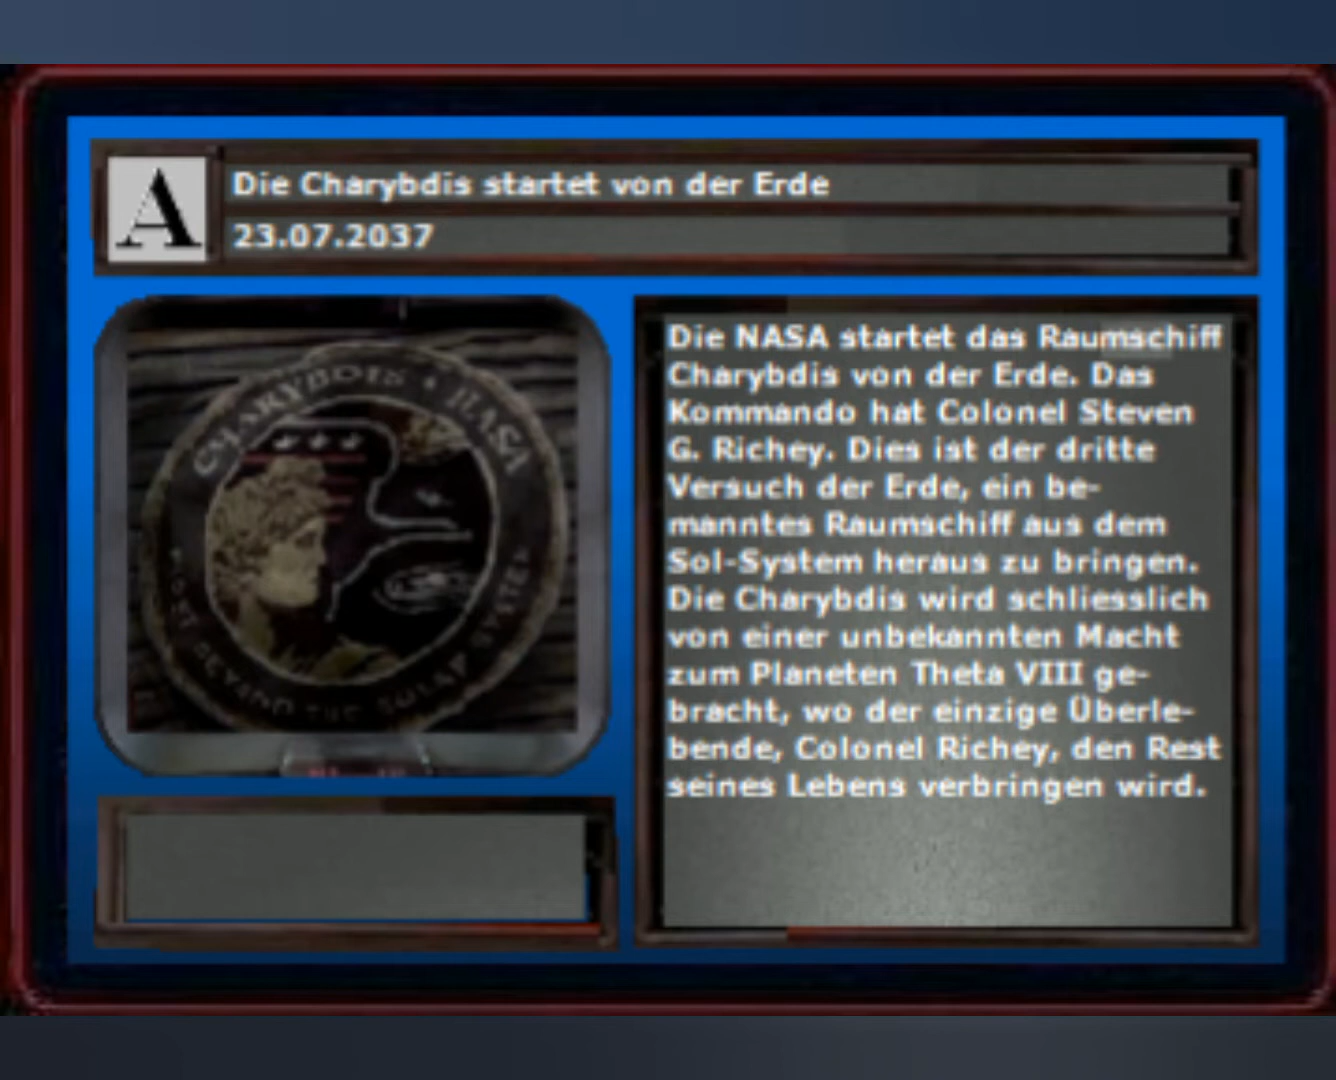 A
Die Charybdis startet von der Erde
23.07.2037
CHARYBDIS • NASA
Die NASA startet das Raumschiff
Charybdis von der Erde. Das
Kommando hat Colonel Steven
G. Richey. Dies ist der dritte
Versuch der Erde, ein be-
manntes Raumschiff aus dem
Sol-System heraus zu bringen.
Die Charybdis wird schliesslich
von einer unbekannten Macht
zum Planeten Theta VIII ge-
bracht, wo der einzige Überle-
bende, Colonel Richey, den Rest
seines Lebens verbringen wird.